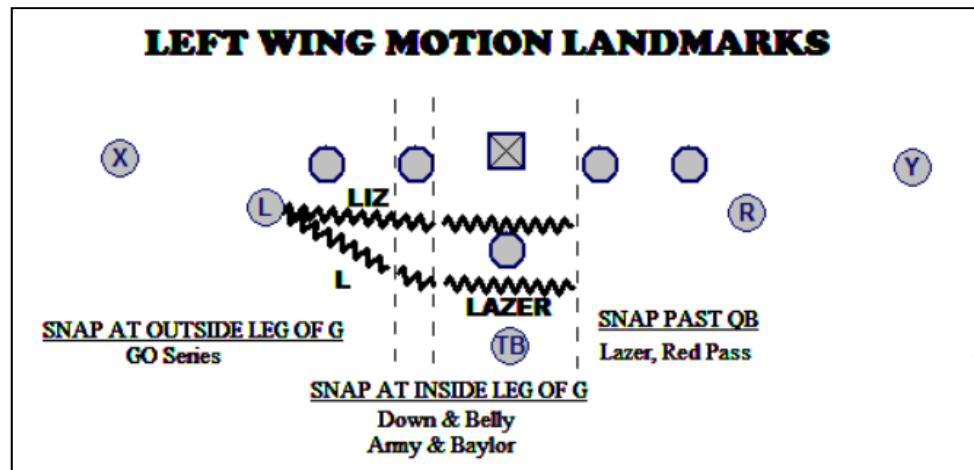 LEFT WING MOTION LANDMARKS
X
Y
L
LIZ
R
L
LAZER
SNAP AT OUTSIDE LEG OF G
GO Series
TB
SNAP PAST QB
Lazer, Red Pass
SNAP AT INSIDE LEG OF G
Down & Belly
Army & Baylor